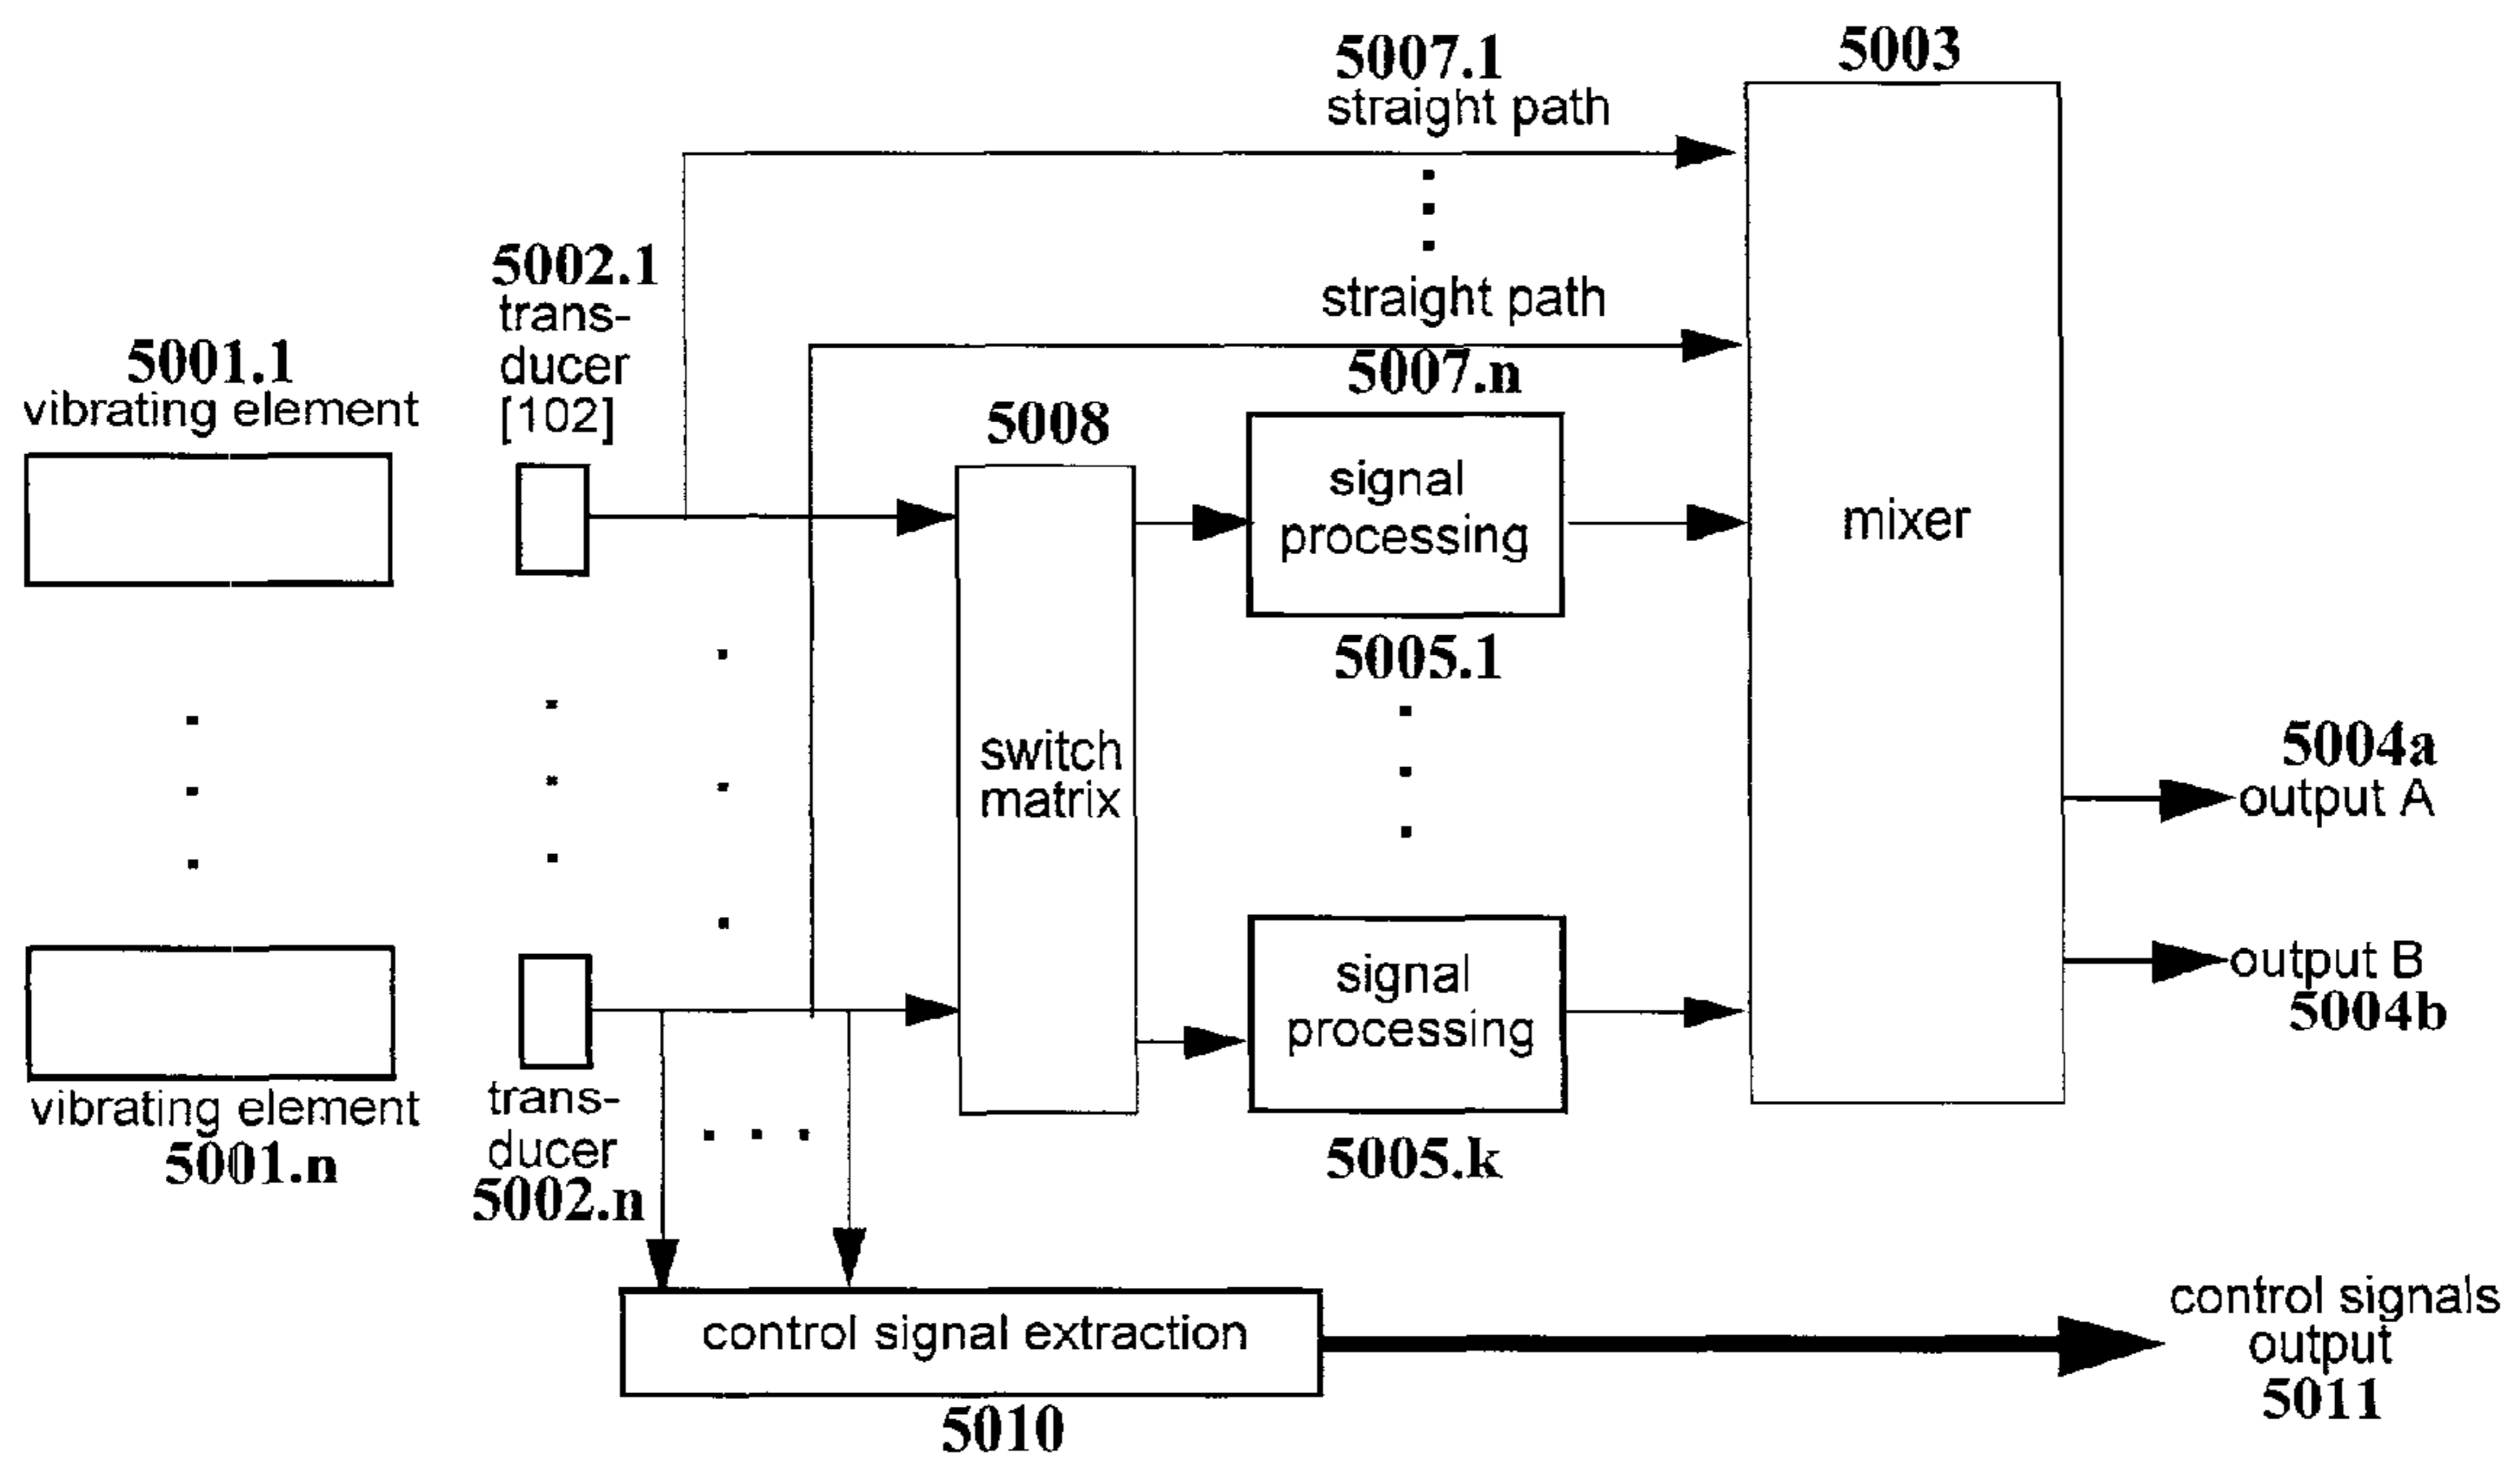 5007.1
straight path
5003
5002.1
trans-
ducer
[102]
straight path
5007.n
5001.1
vibrating element
5008
signal
processing
5005.1
mixer
switch
matrix
5004a
output A
output B
5004b
signal
processing
5005.k
vibrating element
5001.n
trans-
ducer
5002.n
control signal extraction
5010
control signals
output
5011